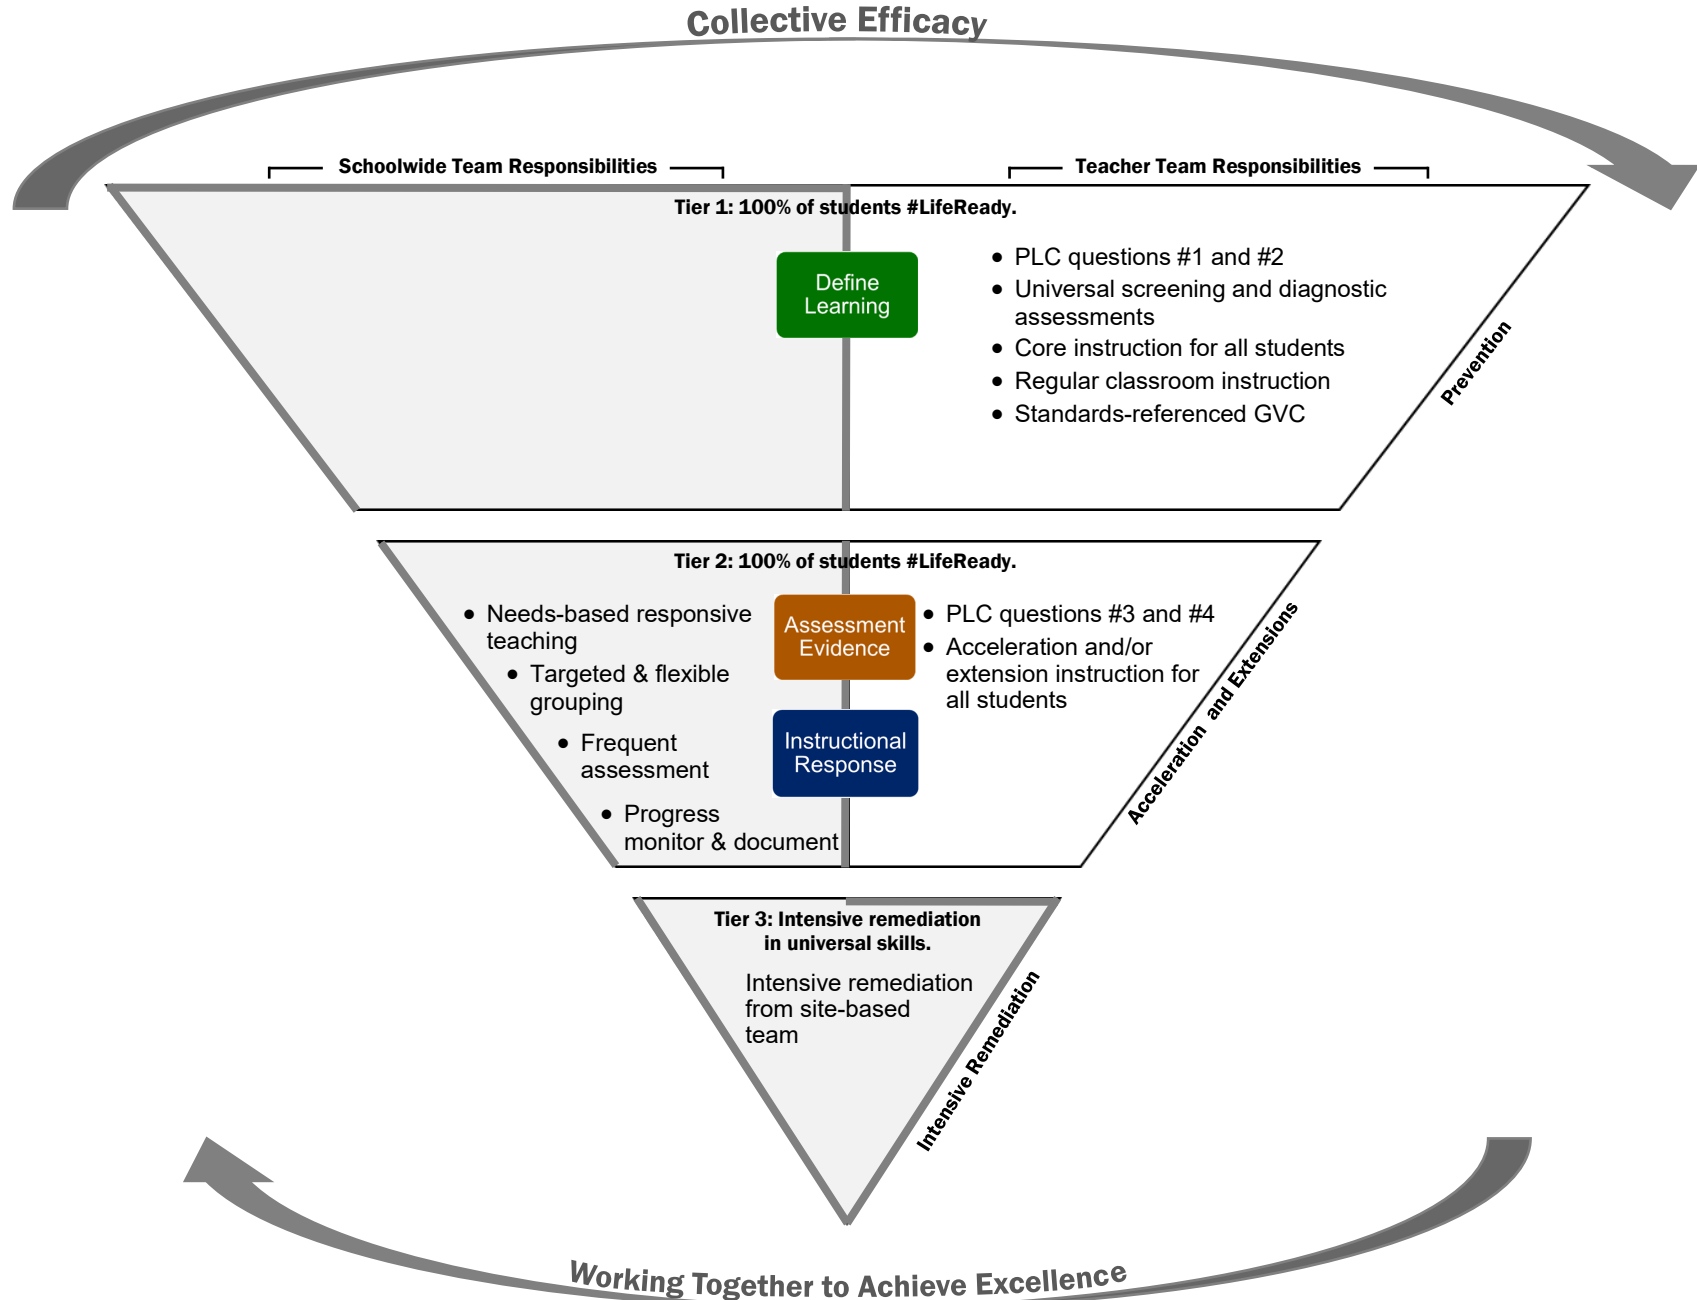 Collective Efficacy
Schoolwide Team Responsibilities
Teacher Team Responsibilities
Tier 1: 100% of students #LifeReady.
Define
Learning
• PLC questions #1 and #2
• Universal screening and diagnostic
assessments
• Core instruction for all students
• Regular classroom instruction
• Standards-referenced GVC
Prevention
Tier 2: 100% of students #LifeReady.
• Needs-based responsive
teaching
• Targeted & flexible
grouping
• Frequent
assessment
• Progress
monitor & document
Assessment
Evidence
Instructional
Response
• PLC questions #3 and #4
• Acceleration and/or
extension instruction for
all students
Acceleration and Extensions
Tier 3: Intensive remediation
in universal skills.
Intensive remediation
from site-based
team
Intensive Remediation
Working Together to Achieve Excellence